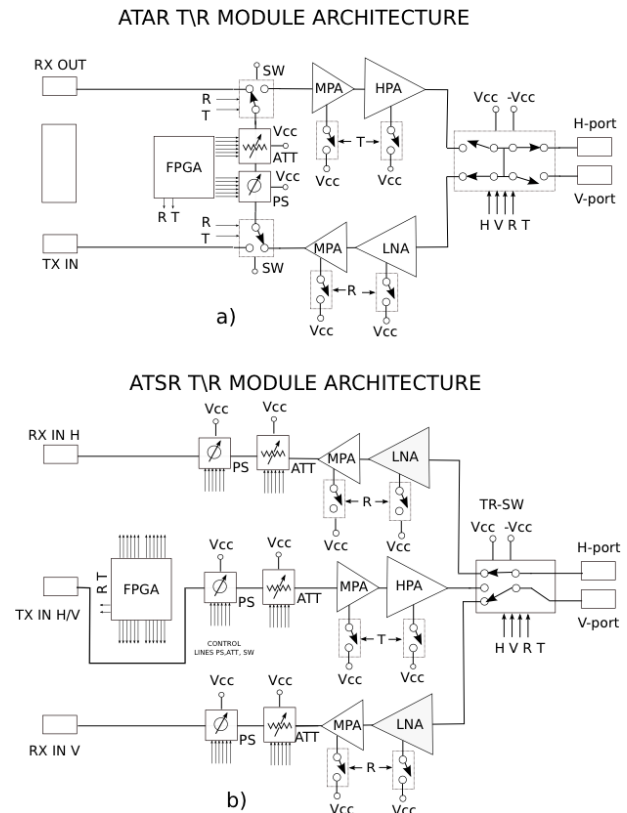 ATAR T\R MODULE ARCHITECTURE
RX OUT
SW
MPA
HPA
R
T
Vcc -Vcc
H-port
Vcc
ATT
FPGA
T
Vcc
Vcc
Vcc
PS
V-port
R T
R
T
H V R T
TX IN
SW
MPA
LNA
R
Vcc
Vcc
a)
ATSR T\R MODULE ARCHITECTURE
Vcc
Vcc
RX IN H
PS
ATT
MPA
LNA
R
TR-SW
Vcc
Vcc
Vcc -Vcc
H-port
R T
FPGA
Vcc
Vcc
TX IN H/V
PS
ATT
MPA
HPA
V-port
CONTROL
LINES PS,ATT, SW
T
H V R T
Vcc
Vcc
Vcc
Vcc
RX IN V
PS
ATT
MPA
LNA
R
Vcc
Vcc
b)